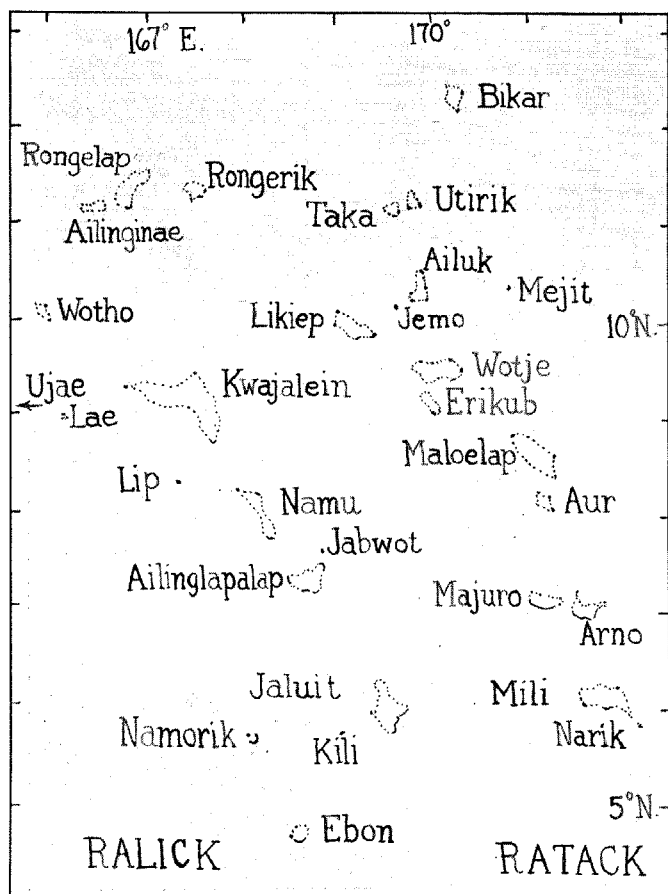 167° E. 170°
Bikar
Rongelap
Rongerik
Utirik
Taka
Ailinginae
Ailuk
Mejit
Wotho
Likiep
Jemo
10°N.
Wotje
Ujae
Kwajalein
Erikub
Lae
Maloelap
Lip
Namu
Aur
Jabwot
Ailinglapalap
Majuro
Arno
Jaluit
Mili
Namorik
Kili
Narik
5°N.
Ebon
RALICK
RATACK